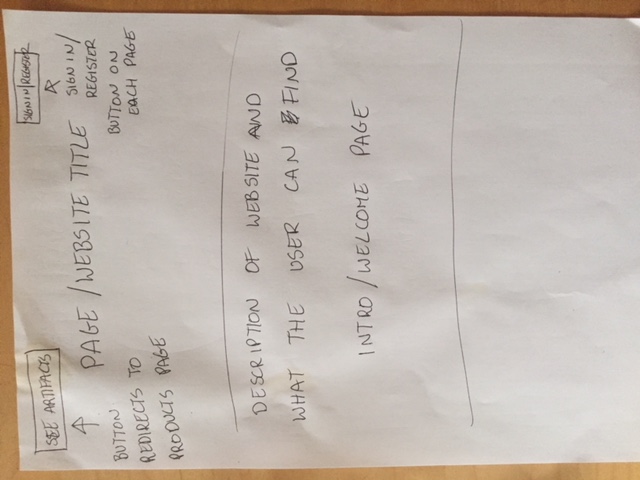 SEE ARTIFACTS
SIGN IN/REGISTER
PAGE/WEBSITE TITLE
SIGN IN/
REGISTER
BUTTON ON
EACH PAGE
BUTTON
REDIRECTS TO
PRODUCTS PAGE
DESCRIPTION OF WEBSITE AND
WHAT THE USER CAN FIND
INTRO/WELCOME PAGE